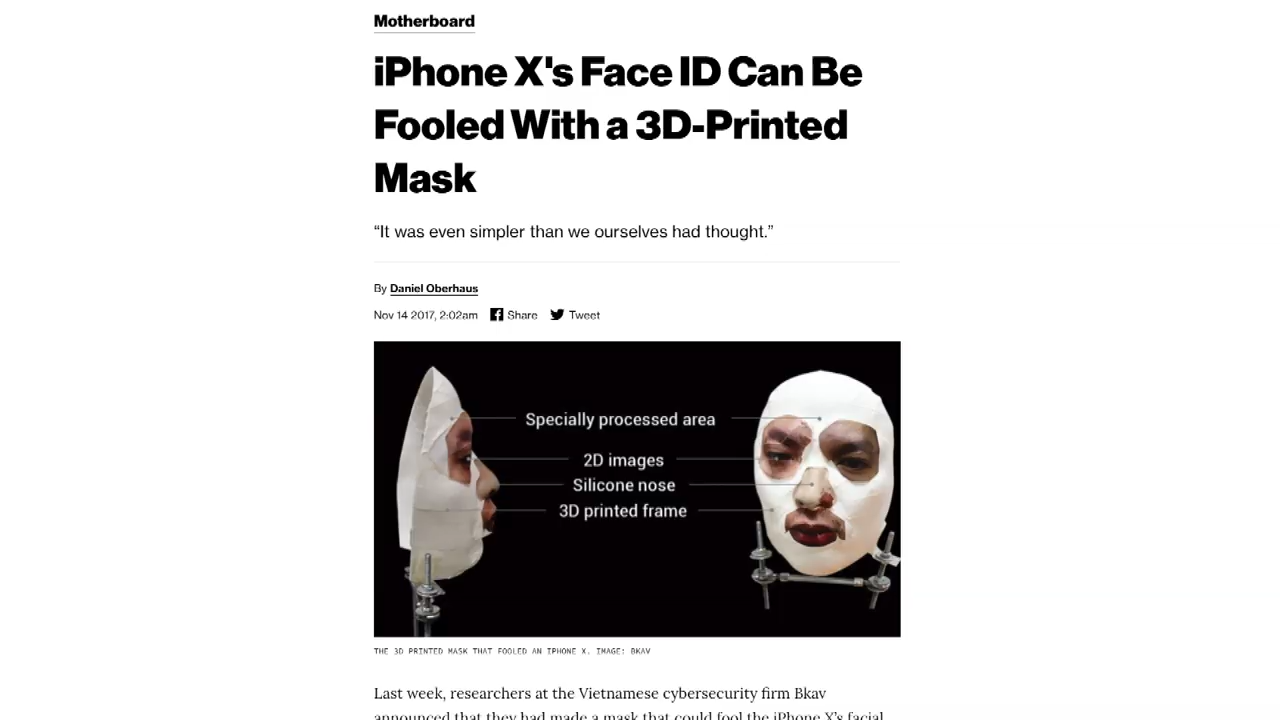 Motherboard
iPhone X's Face ID Can Be
Fooled With a 3D-Printed
Mask
“It was even simpler than we ourselves had thought.”
By Daniel Oberhaus
Nov 14 2017, 2:02am Share Tweet
Specially processed area
2D images
Silicone nose
3D printed frame
THE 3D PRINTED MASK THAT FOOLED AN IPHONE X. IMAGE: BKAV
Last week, researchers at the Vietnamese cybersecurity firm Bkav
announced that they had made a mask that could fool the iPhone X's facial